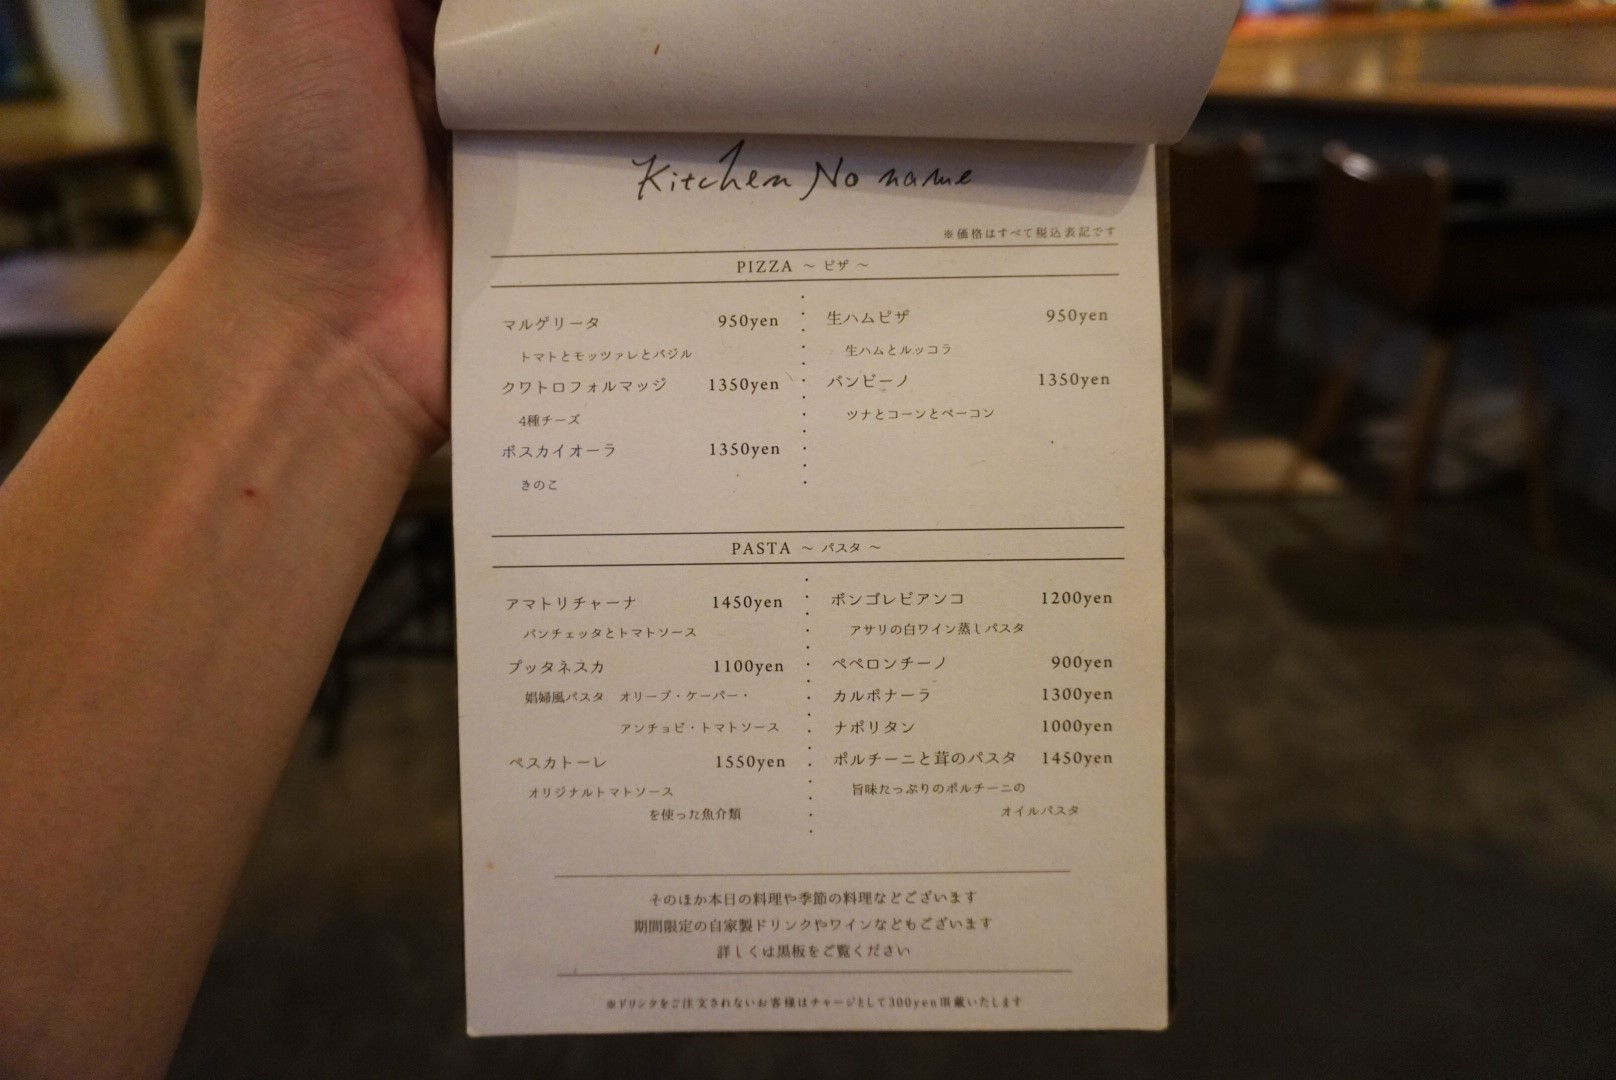 Kitchen No name
※価格はすべて税込表記です
PIZZA ～ ピザ ～
マルゲリータ 950yen
トマトとモッツァレとバジル
クワトロフォルマッジ 1350yen
4種チーズ
ボスカイオーラ 1350yen
きのこ
生ハムピザ 950yen
生ハムとルッコラ
バンビーノ 1350yen
ツナとコーンとベーコン
PASTA ～ パスタ ～
アマトリチャーナ 1450yen
パンチェッタとトマトソース
プッタネスカ 1100yen
娼婦風パスタ オリーブ・ケーパー・
アンチョビ・トマトソース
ペスカトーレ 1550yen
オリジナルトマトソース
を使った魚介類
ボンゴレビアンコ 1200yen
アサリの白ワイン蒸しパスタ
ペペロンチーノ 900yen
カルボナーラ 1300yen
ナポリタン 1000yen
ポルチーニと茸のパスタ 1450yen
旨味たっぷりのポルチーニの
オイルパスタ
そのほか本日の料理や季節の料理などございます
期間限定の自家製ドリンクやワインなどもございます
詳しくは黒板をご覧ください
※ドリンクをご注文されないお客様はチャージとして300yen頂戴いたします